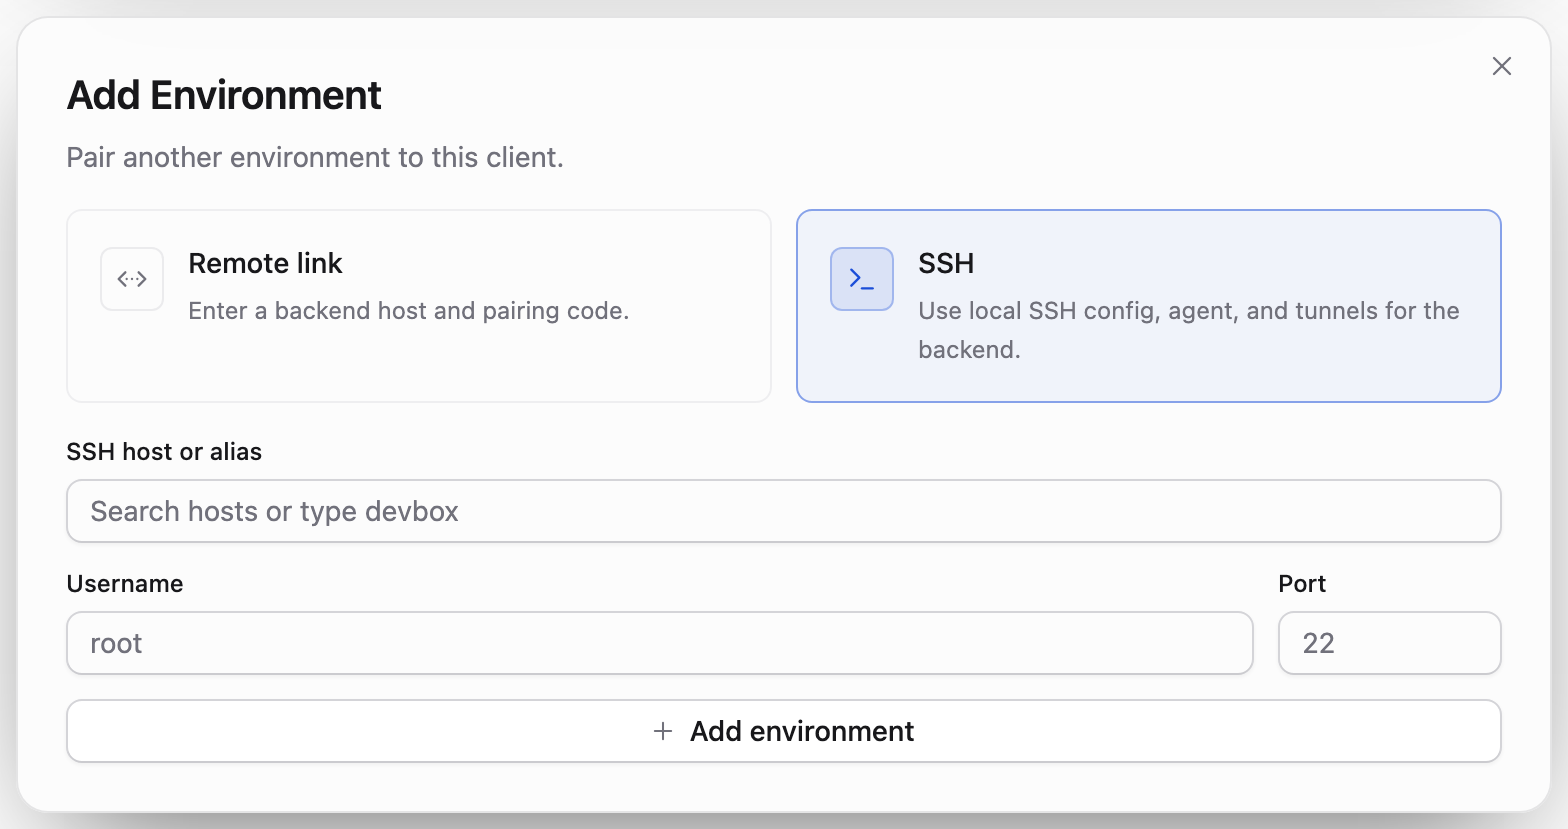 Add Environment
Pair another environment to this client.
Remote link
Enter a backend host and pairing code.
SSH
Use local SSH config, agent, and tunnels for the
backend.
SSH host or alias
Search hosts or type devbox
Username
Port
root
22
Add environment